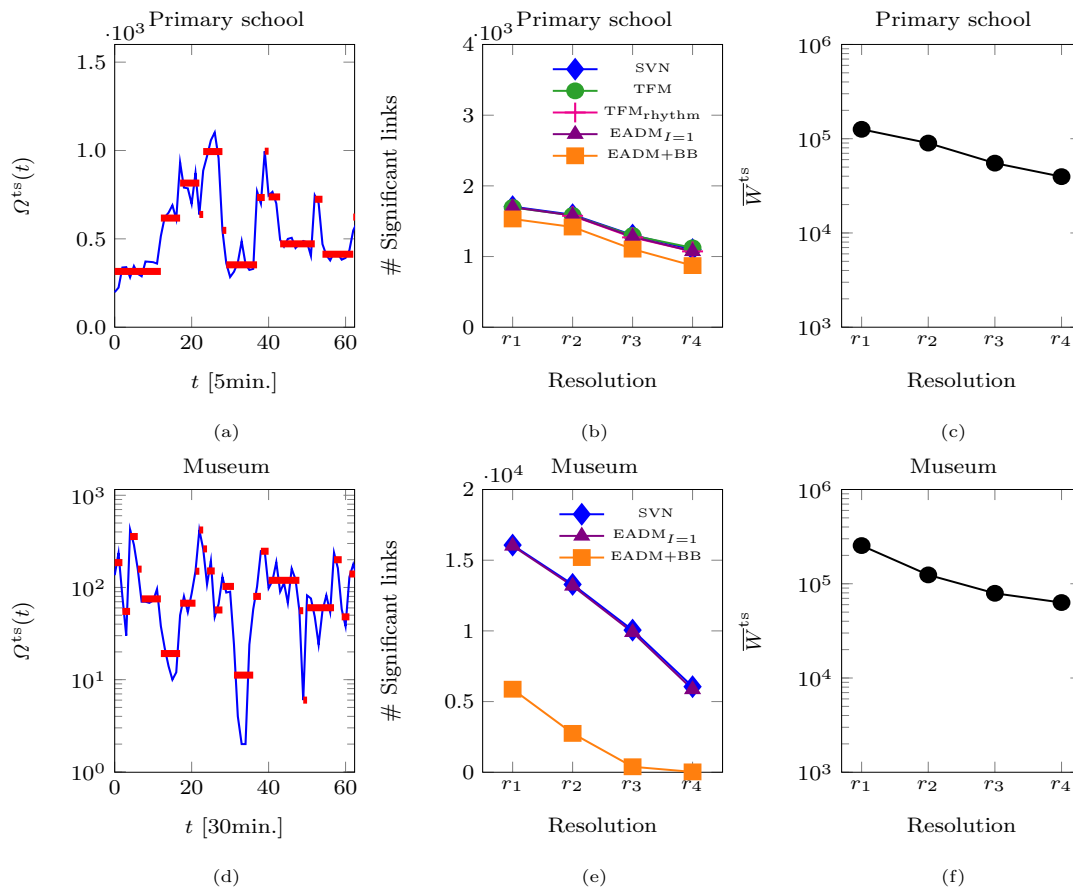 Primary school
·10³
1.5
1.0
0.5
0.0
0 20 40 60
Ω^ts(t)
t [5min.]
(a)
Primary school
·10³
4
3
2
1
0
r₁ r₂ r₃ r₄
# Significant links
SVN
TFM
TFM_rhythm
EADM_I=1
EADM+BB
Resolution
(b)
Primary school
10⁶
10⁵
10⁴
10³
r₁ r₂ r₃ r₄
W̅^ts
Resolution
(c)
Museum
10³
10²
10¹
10⁰
0 20 40 60
Ω^ts(t)
t [30min.]
(d)
Museum
·10⁴
2
1.5
1
0.5
0
r₁ r₂ r₃ r₄
# Significant links
SVN
EADM_I=1
EADM+BB
Resolution
(e)
Museum
10⁶
10⁵
10⁴
10³
r₁ r₂ r₃ r₄
W̅^ts
Resolution
(f)